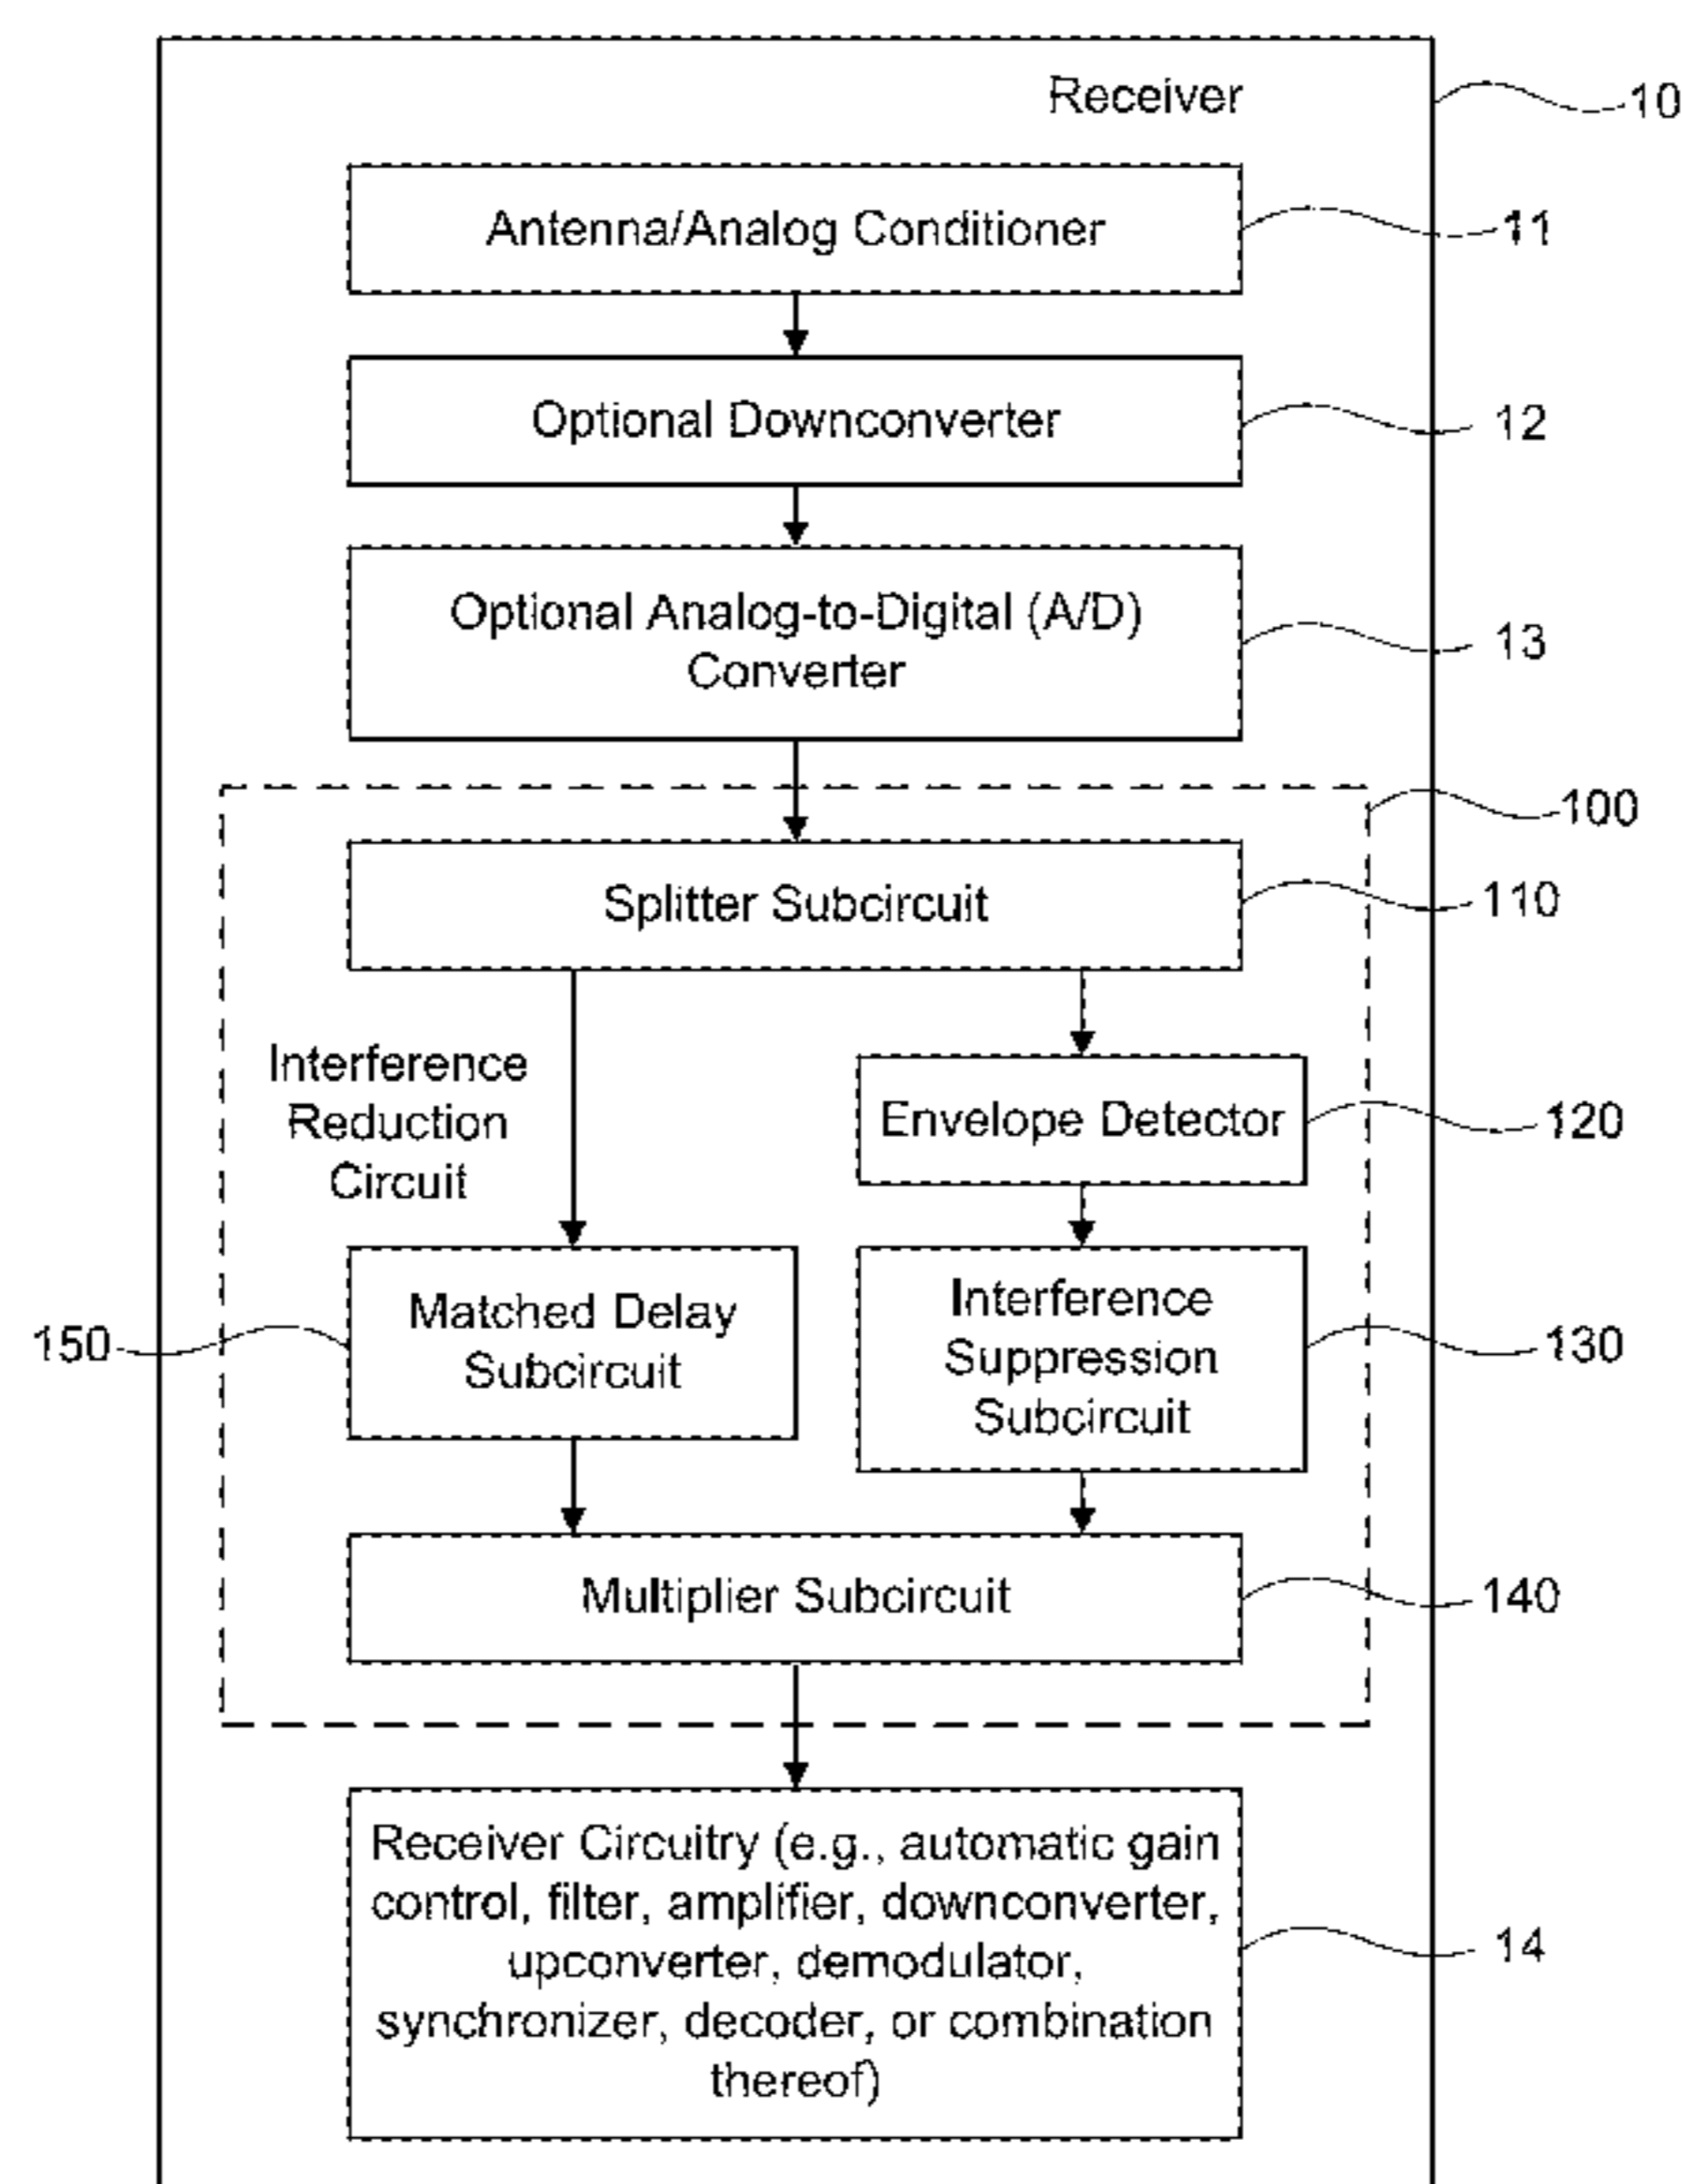 Receiver
10
Antenna/Analog Conditioner
11
Optional Downconverter
12
Optional Analog-to-Digital (A/D)
Converter
13
100
Splitter Subcircuit
110
Interference
Reduction
Circuit
Envelope Detector
120
150
Matched Delay
Subcircuit
Interference
Suppression
Subcircuit
130
Multiplier Subcircuit
140
Receiver Circuitry (e.g., automatic gain
control, filter, amplifier, downconverter,
upconverter, demodulator,
synchronizer, decoder, or combination
thereof)
14